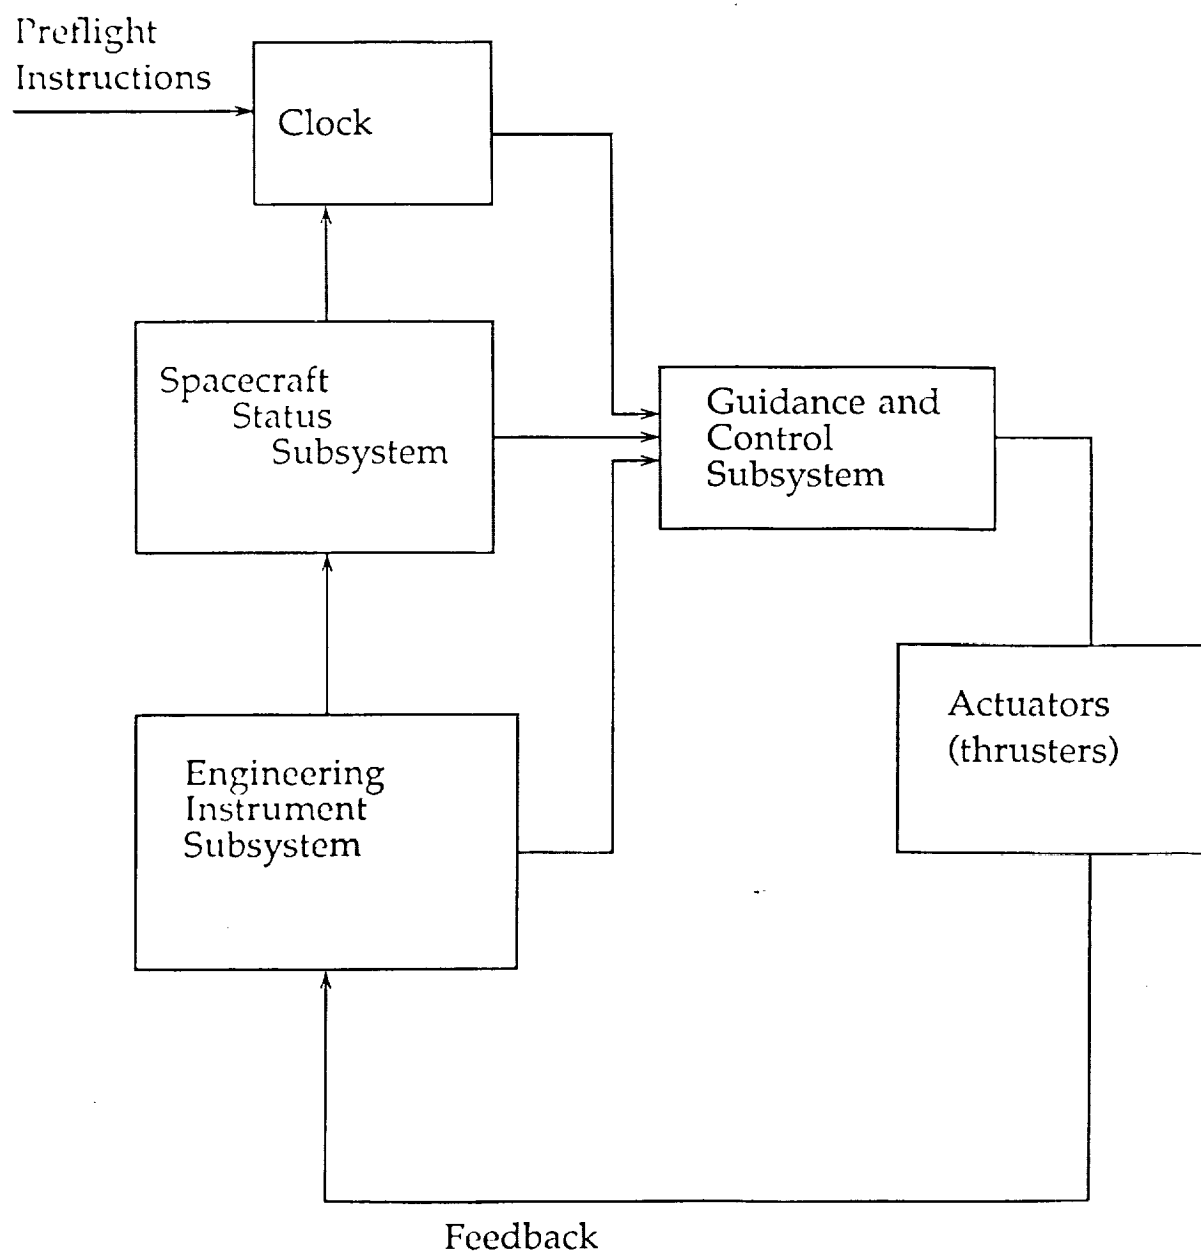 Preflight
Instructions
Clock
Spacecraft
Status
Subsystem
Guidance and
Control
Subsystem
Actuators
(thrusters)
Engineering
Instrument
Subsystem
Feedback